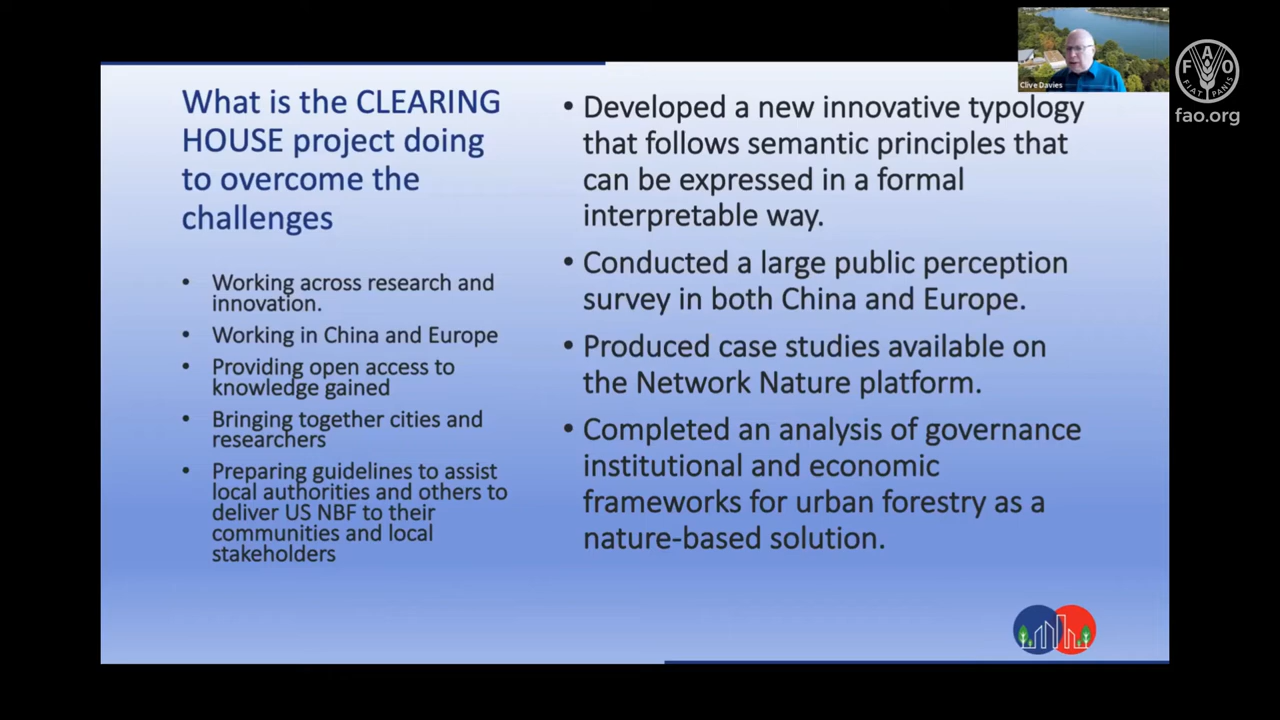 What is the CLEARING
HOUSE project doing
to overcome the
challenges
• Working across research and
innovation.
• Working in China and Europe
• Providing open access to
knowledge gained
• Bringing together cities and
researchers
• Preparing guidelines to assist
local authorities and others to
deliver US NBF to their
communities and local
stakeholders
• Developed a new innovative typology
that follows semantic principles that
can be expressed in a formal
interpretable way.
• Conducted a large public perception
survey in both China and Europe.
• Produced case studies available on
the Network Nature platform.
• Completed an analysis of governance
institutional and economic
frameworks for urban forestry as a
nature-based solution.
Clive Davies
F A O
FIAT PANIS
fao.org